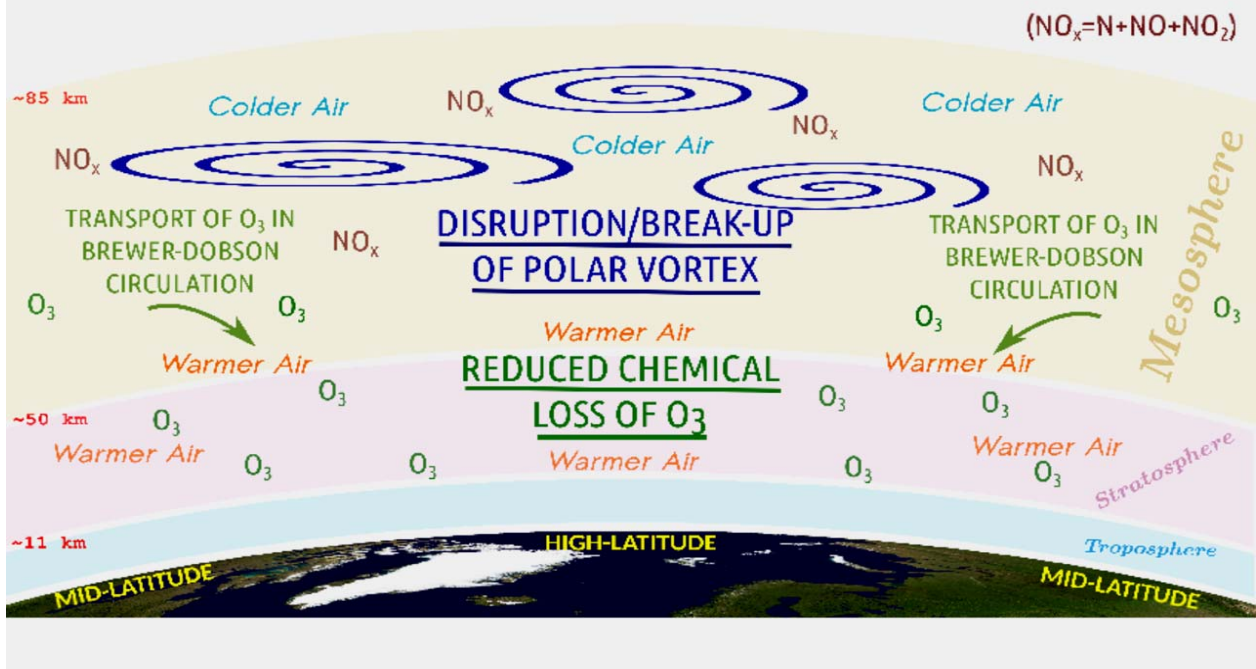 (NOₓ=N+NO+NO₂)
~85 km
Colder Air
NOₓ
Colder Air
NOₓ
Colder Air
NOₓ
NOₓ
TRANSPORT OF O₃ IN
BREWER-DOBSON
CIRCULATION
NOₓ
DISRUPTION/BREAK-UP
OF POLAR VORTEX
TRANSPORT OF O₃ IN
BREWER-DOBSON
CIRCULATION
Mesosphere
O₃
O₃
O₃
O₃
Warmer Air
Warmer Air
Warmer Air
REDUCED CHEMICAL
LOSS OF O₃
O₃
O₃
O₃
~50 km
O₃
Warmer Air
O₃
O₃
Warmer Air
O₃
Warmer Air
O₃
Stratosphere
~11 km
HIGH-LATITUDE
Troposphere
MID-LATITUDE
MID-LATITUDE